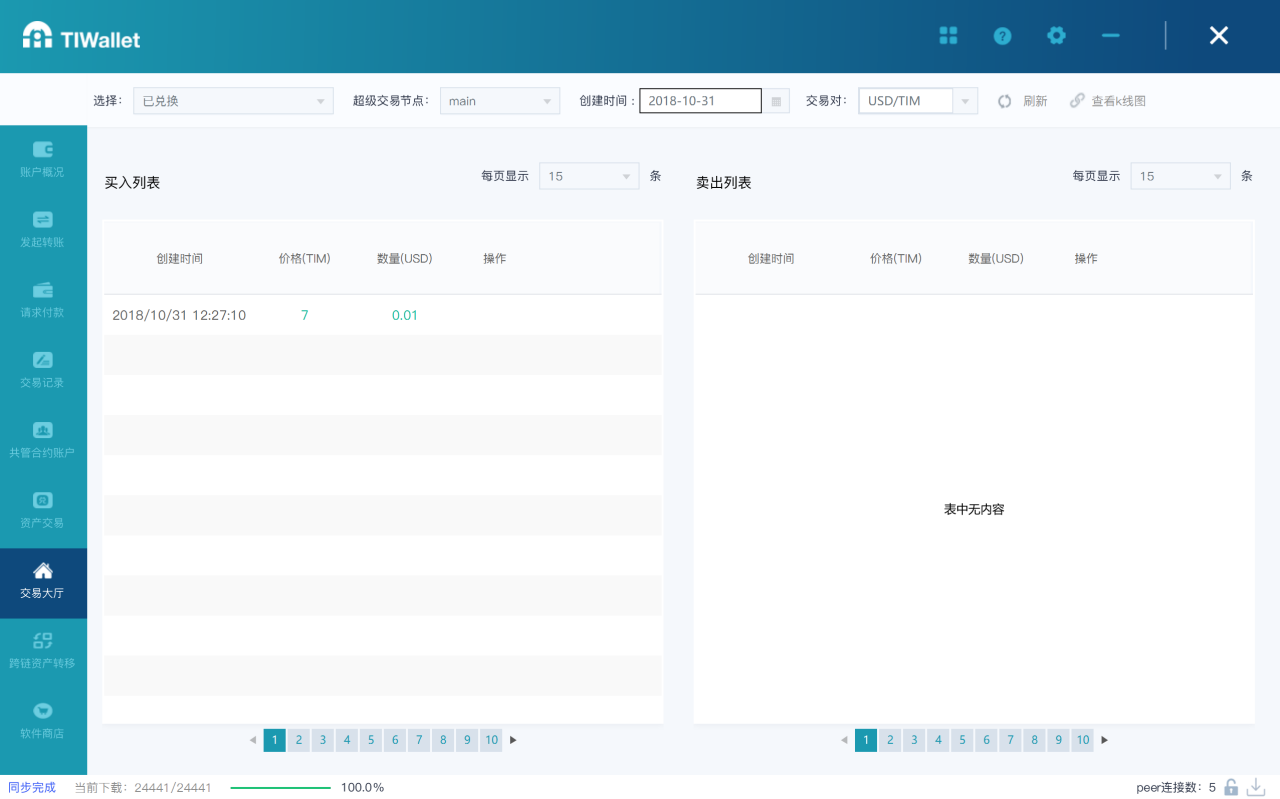 TIWallet
选择： 已兑换 超级交易节点： main 创建时间： 2018-10-31 交易对： USD/TIM 刷新 查看k线图
账户概况
发起转账
请求付款
交易记录
共管合约账户
资产交易
交易大厅
跨链资产转移
软件商店
买入列表 每页显示 15 条
创建时间 价格(TIM) 数量(USD) 操作
2018/10/31 12:27:10 7 0.01
1 2 3 4 5 6 7 8 9 10
卖出列表 每页显示 15 条
创建时间 价格(TIM) 数量(USD) 操作
表中无内容
1 2 3 4 5 6 7 8 9 10
同步完成 当前下载： 24441/24441 100.0% peer连接数： 5